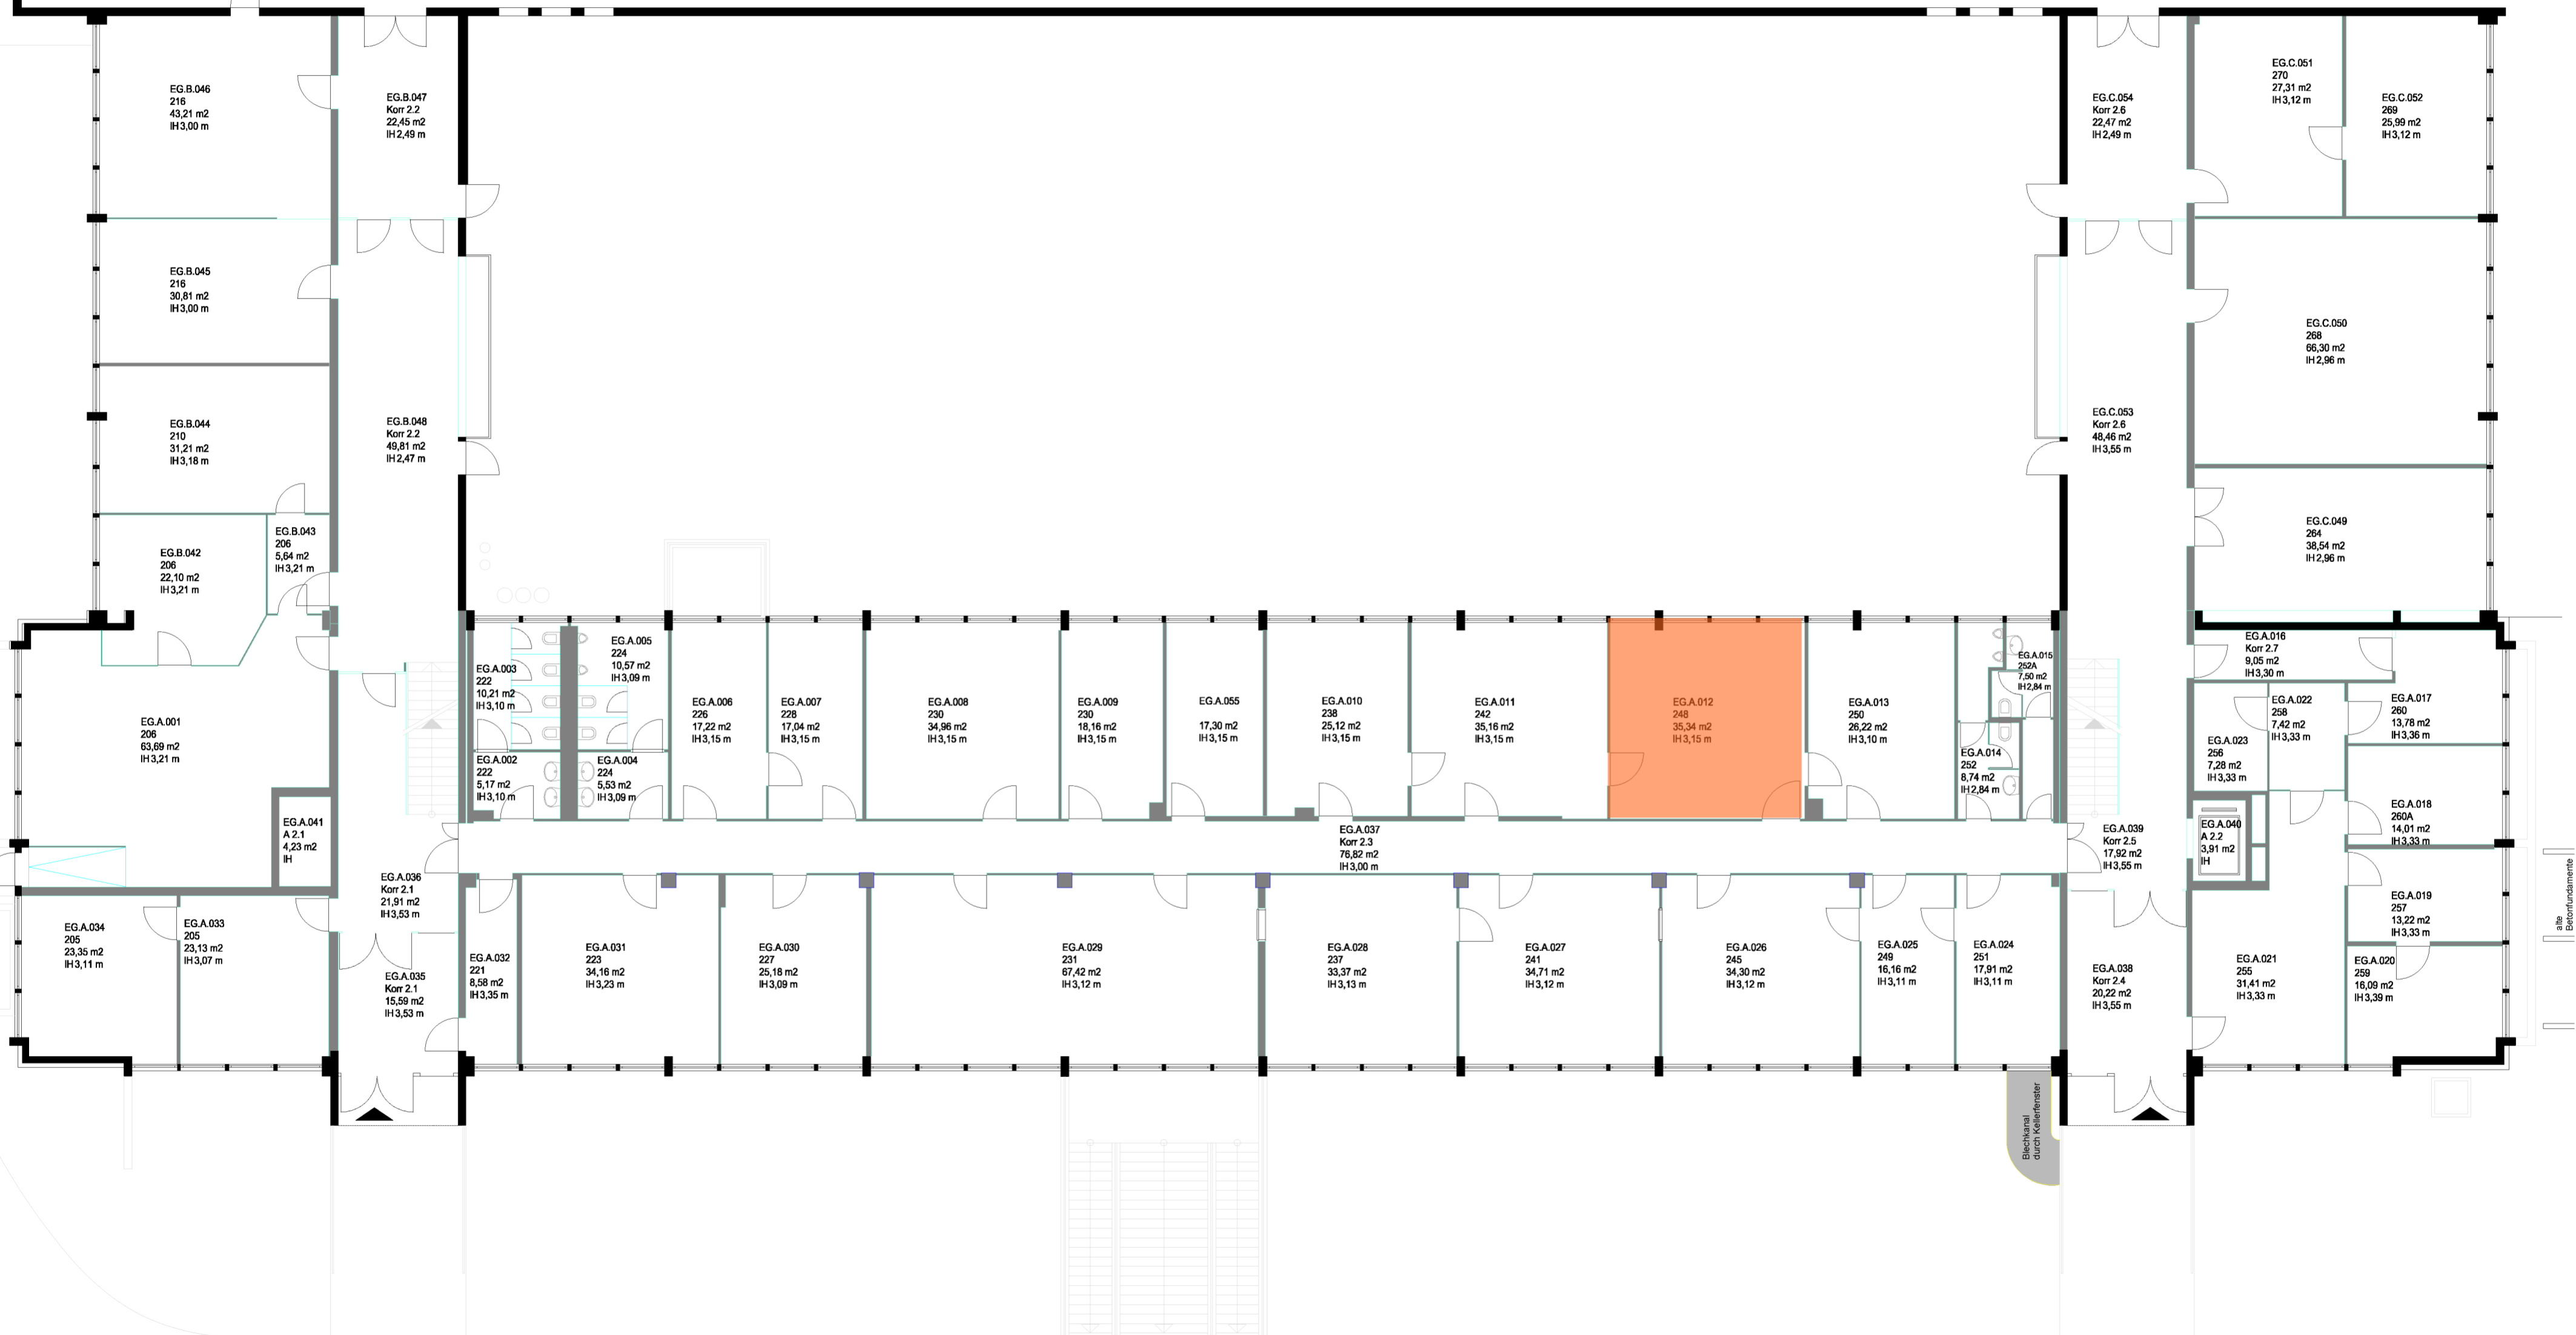 EG.B.046
216
43,21 m2
IH 3,00 m
EG.B.047
Korr 2.2
22,45 m2
IH 2,49 m
EG.C.054
Korr 2.6
22,47 m2
IH 2,49 m
EG.C.051
270
27,31 m2
IH 3,12 m
EG.C.052
269
25,99 m2
IH 3,12 m
EG.B.045
216
30,81 m2
IH 3,00 m
EG.C.050
268
66,30 m2
IH 2,96 m
EG.B.044
210
31,21 m2
IH 3,18 m
EG.B.048
Korr 2.2
49,81 m2
IH 2,47 m
EG.C.053
Korr 2.6
48,46 m2
IH 3,55 m
EG.B.042
206
22,10 m2
IH 3,21 m
EG.B.043
206
5,64 m2
IH 3,21 m
EG.C.049
264
38,54 m2
IH 2,96 m
EG.A.001
206
63,69 m2
IH 3,21 m
EG.A.003
222
10,21 m2
IH 3,10 m
EG.A.005
224
10,57 m2
IH 3,09 m
EG.A.002
222
5,17 m2
IH 3,10 m
EG.A.004
224
5,53 m2
IH 3,09 m
EG.A.006
226
17,22 m2
IH 3,15 m
EG.A.007
228
17,04 m2
IH 3,15 m
EG.A.008
230
34,96 m2
IH 3,15 m
EG.A.009
230
18,16 m2
IH 3,15 m
EG.A.055
17,30 m2
IH 3,15 m
EG.A.010
238
25,12 m2
IH 3,15 m
EG.A.011
242
35,16 m2
IH 3,15 m
EG.A.012
248
35,34 m2
IH 3,15 m
EG.A.013
250
26,22 m2
IH 3,10 m
EG.A.015
252A
7,50 m2
IH 2,84 m
EG.A.014
252
8,74 m2
IH 2,84 m
EG.A.016
Korr 2.7
9,05 m2
IH 3,30 m
EG.A.022
258
7,42 m2
IH 3,33 m
EG.A.017
260
13,78 m2
IH 3,36 m
EG.A.023
256
7,28 m2
IH 3,33 m
EG.A.018
260A
14,01 m2
IH 3,33 m
EG.A.041
A 2.1
4,23 m2
IH
EG.A.037
Korr 2.3
76,82 m2
IH 3,00 m
EG.A.039
Korr 2.5
17,92 m2
IH 3,55 m
EG.A.040
A 2.2
3,91 m2
IH
EG.A.036
Korr 2.1
21,91 m2
IH 3,53 m
EG.A.019
257
13,22 m2
IH 3,33 m
alte
Betonfundamente
EG.A.034
205
23,35 m2
IH 3,11 m
EG.A.033
205
23,13 m2
IH 3,07 m
EG.A.035
Korr 2.1
15,59 m2
IH 3,53 m
EG.A.032
221
8,58 m2
IH 3,35 m
EG.A.031
223
34,16 m2
IH 3,23 m
EG.A.030
227
25,18 m2
IH 3,09 m
EG.A.029
231
67,42 m2
IH 3,12 m
EG.A.028
237
33,37 m2
IH 3,13 m
EG.A.027
241
34,71 m2
IH 3,12 m
EG.A.026
245
34,30 m2
IH 3,12 m
EG.A.025
249
16,16 m2
IH 3,11 m
EG.A.024
251
17,91 m2
IH 3,11 m
EG.A.038
Korr 2.4
20,22 m2
IH 3,55 m
EG.A.021
255
31,41 m2
IH 3,33 m
EG.A.020
259
16,09 m2
IH 3,39 m
Blechkanal
durch Kellerfenster